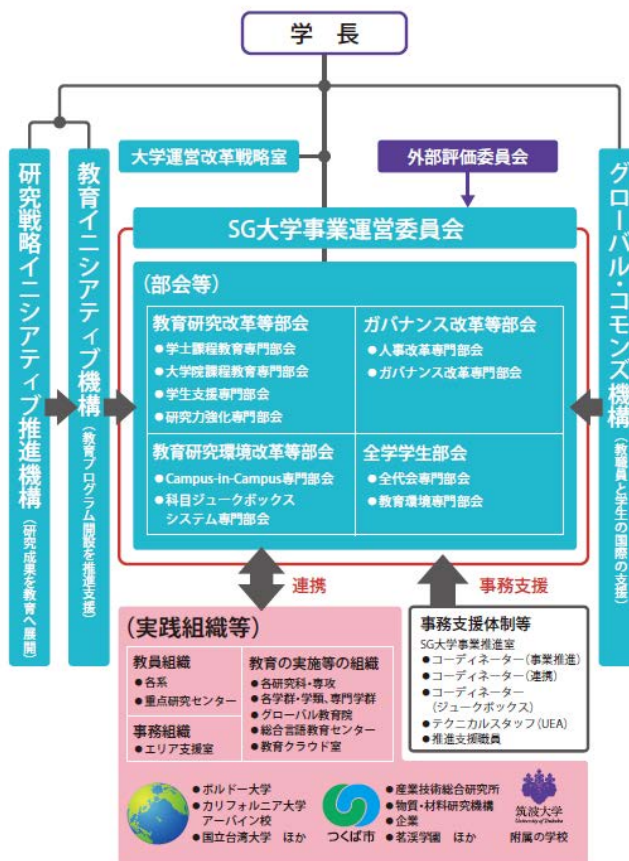 学 長
大学運営改革戦略室
外部評価委員会
研究戦略イニシアティブ推進機構
(研究成果を教育へ展開)
教育イニシアティブ機構
(教育プログラム開設を推進支援)
グローバル・コモンズ機構
(教職員と学生の国際の支援)
SG大学事業運営委員会
(部会等)
教育研究改革等部会
●学士課程教育専門部会
●大学院課程教育専門部会
●学生支援専門部会
●研究力強化専門部会
ガバナンス改革等部会
●人事改革専門部会
●ガバナンス改革専門部会
教育研究環境改革等部会
●Campus-in-Campus専門部会
●科目ジュークボックス
システム専門部会
全学学生部会
●全代会専門部会
●教育環境専門部会
連携
事務支援
(実践組織等)
教員組織
●各系
●重点研究センター
事務組織
●エリア支援室
教育の実施等の組織
●各研究科・専攻
●各学群・学類、専門学群
●グローバル教育院
●総合言語教育センター
●教育クラウド室
事務支援体制等
SG大学事業推進室
●コーディネーター(事業推進)
●コーディネーター(連携)
●コーディネーター
(ジュークボックス)
●テクニカルスタッフ(UEA)
●推進支援職員
●ボルドー大学
●カリフォルニア大学
アーバイン校
●国立台湾大学 ほか
つくば市
●産業技術総合研究所
●物質・材料研究機構
●企業
●茗渓学園 ほか
筑波大学
University of Tsukuba
附属の学校